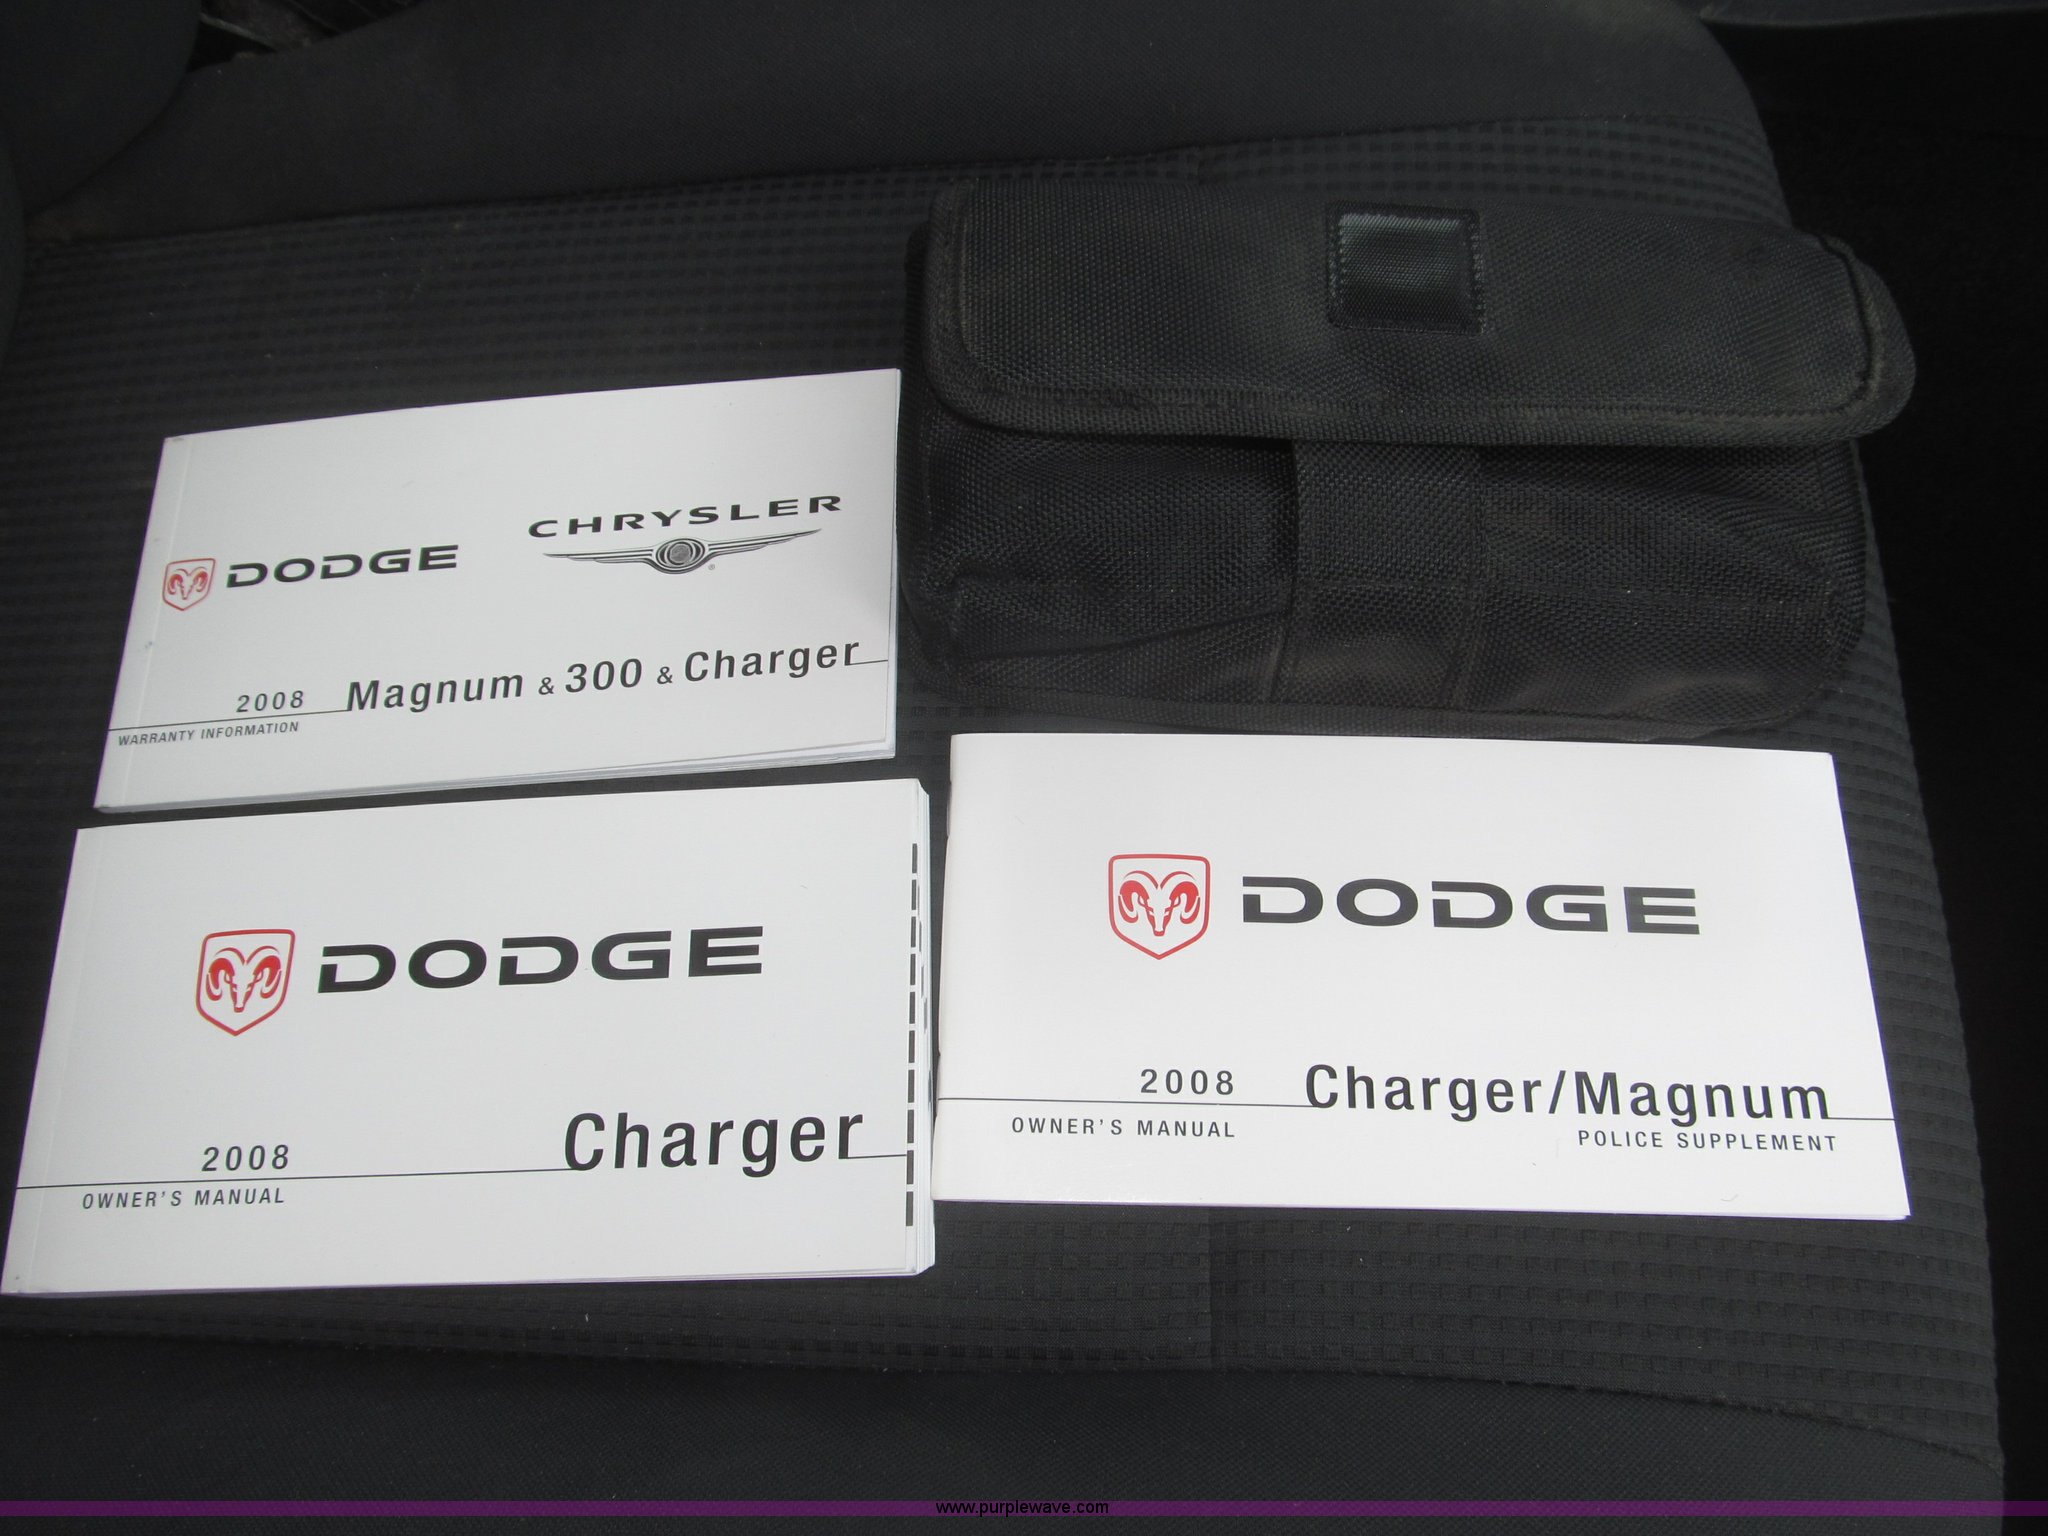 DODGE
CHRYSLER
®
2008 Magnum & 300 & Charger
WARRANTY INFORMATION
DODGE
2008 Charger
OWNER'S MANUAL
DODGE
2008 Charger/Magnum
OWNER'S MANUAL
POLICE SUPPLEMENT
www.purplewave.com